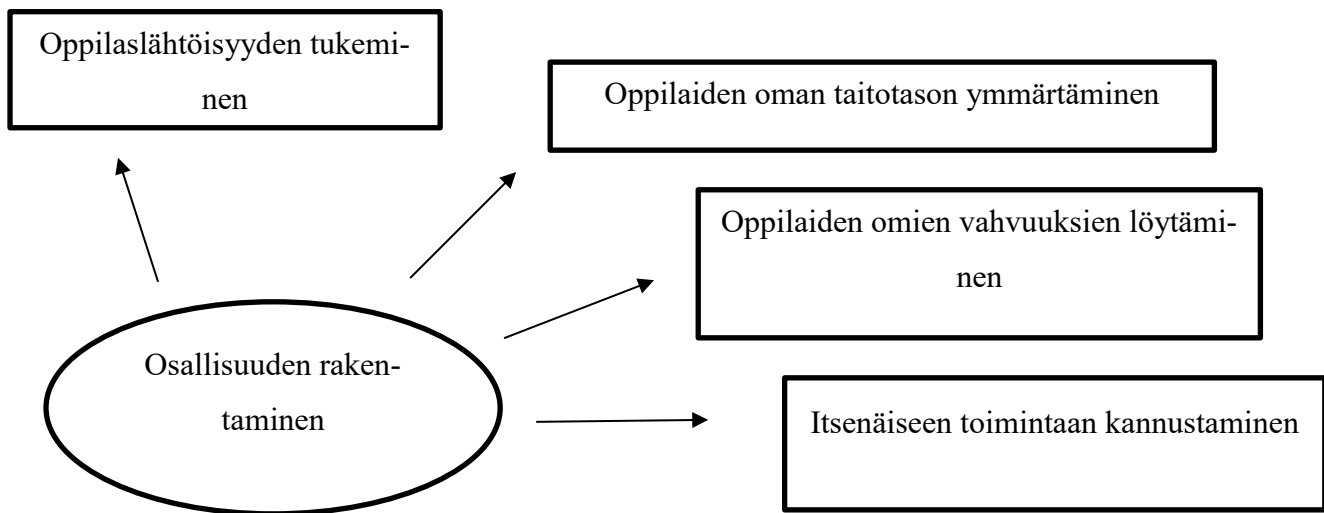 Oppilaslähtöisyyden tukemi-
nen
Oppilaiden oman taitotason ymmärtäminen
Oppilaiden omien vahvuuksien löytämi-
nen
Osallisuuden raken-
taminen
Itsenäiseen toimintaan kannustaminen